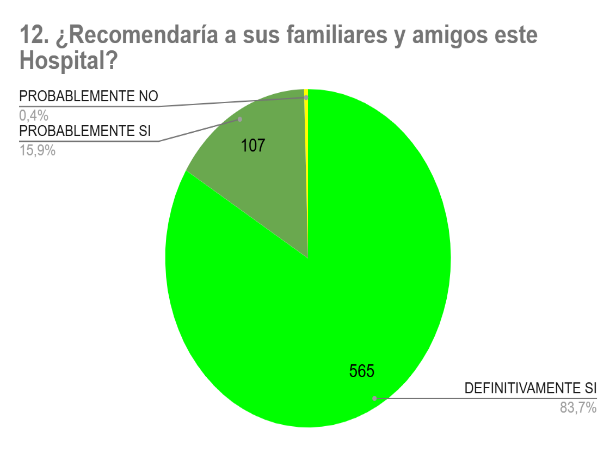 12. ¿Recomendaría a sus familiares y amigos este
Hospital?
PROBABLEMENTE NO
0,4%
PROBABLEMENTE SI
15,9%
107
565
DEFINITIVAMENTE SI
83,7%